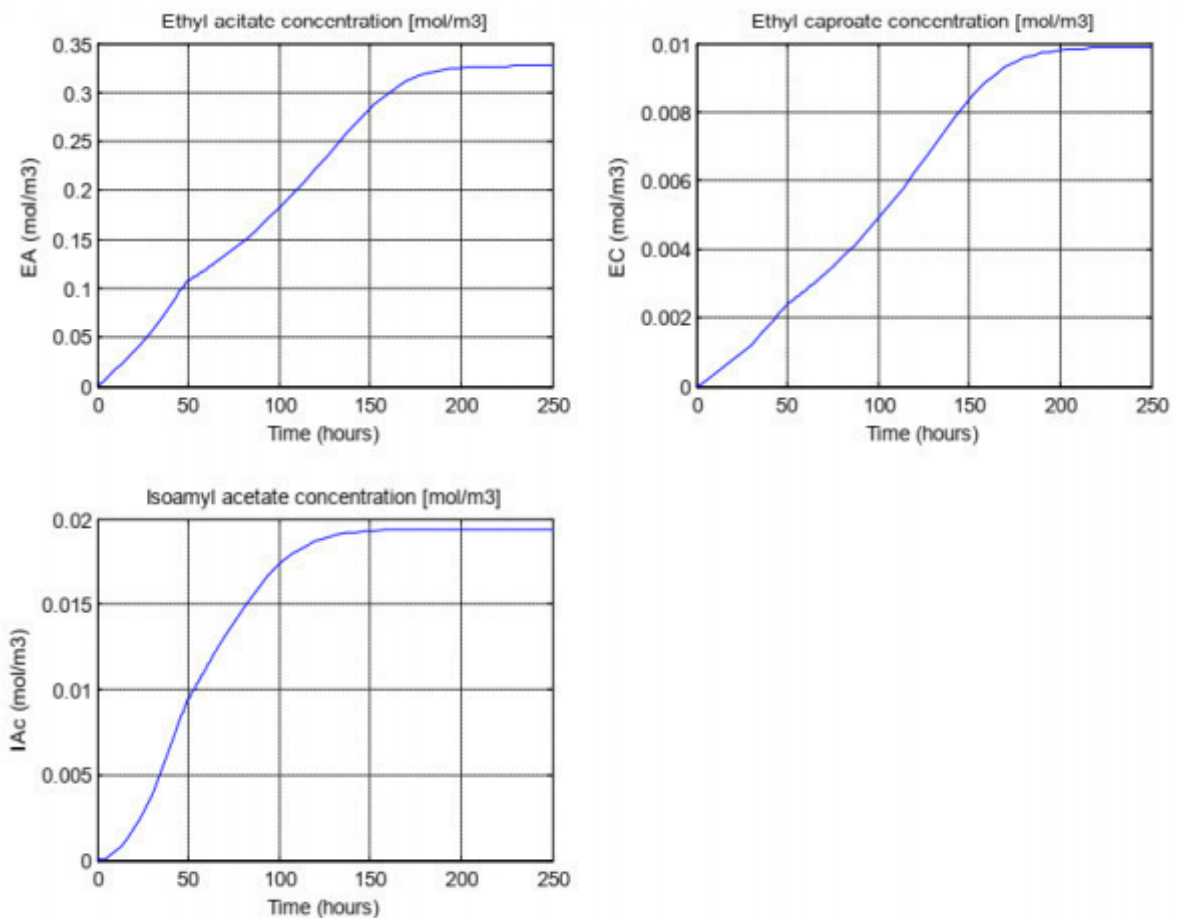 Ethyl acitate concentration [mol/m3]
0.35
0.3
0.25
0.2
0.15
0.1
0.05
0
EA (mol/m3)
0 50 100 150 200 250
Time (hours)
Ethyl caproate concentration [mol/m3]
0.01
0.008
0.006
0.004
0.002
0
EC (mol/m3)
0 50 100 150 200 250
Time (hours)
Isoamyl acetate concentration [mol/m3]
0.02
0.015
0.01
0.005
0
IAc (mol/m3)
0 50 100 150 200 250
Time (hours)